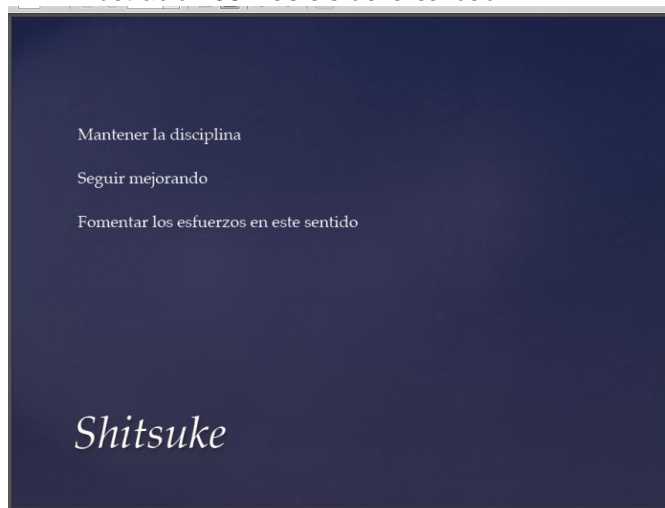 Mantener la disciplina
Seguir mejorando
Fomentar los esfuerzos en este sentido
Shitsuke